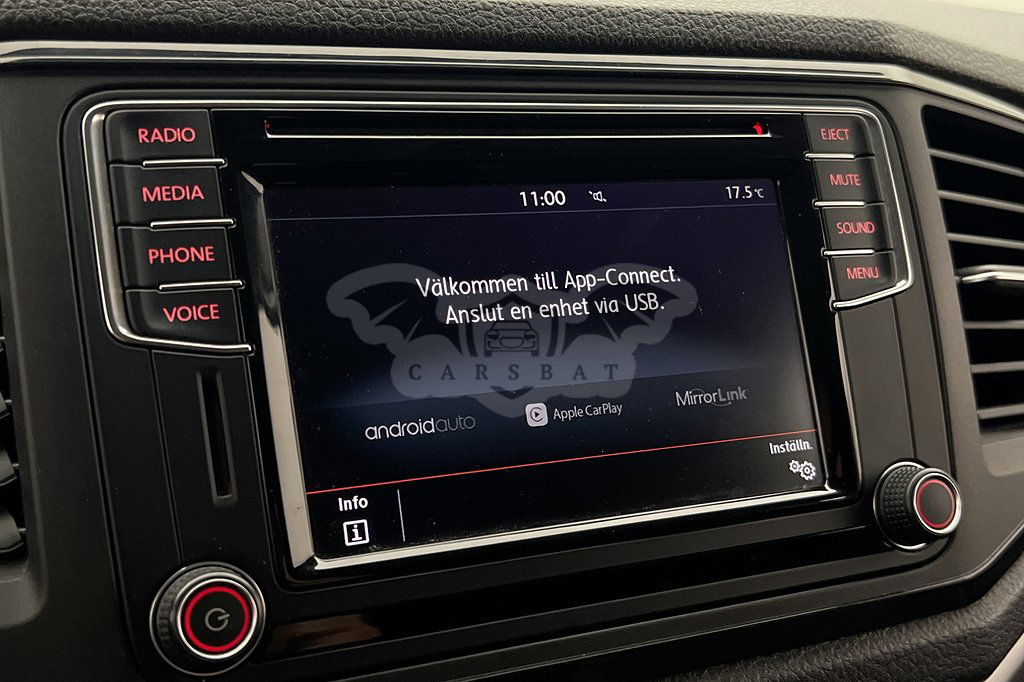 RADIO
MEDIA
PHONE
VOICE
EJECT
MUTE
SOUND
MENU
11:00
17.5 °C
Välkommen till App-Connect.
Anslut en enhet via USB.
CARSBAT
androidauto
Apple CarPlay
MirrorLink
Info
Inställn.